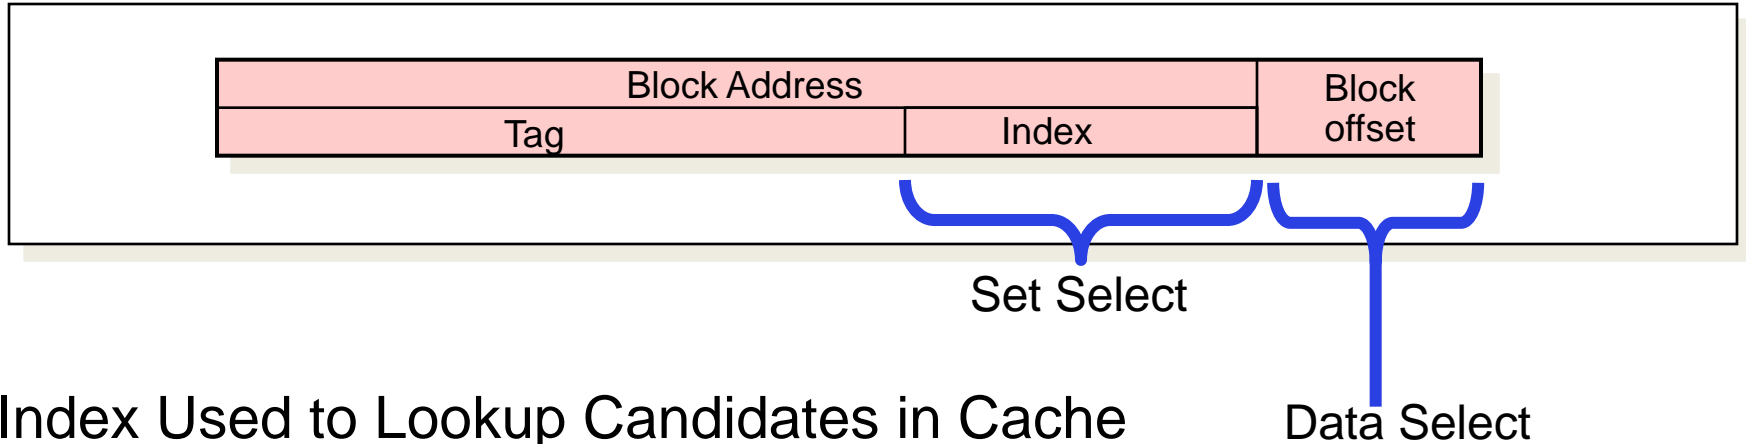 Block Address
Block
offset
Tag
Index
Set Select
Index Used to Lookup Candidates in Cache
Data Select